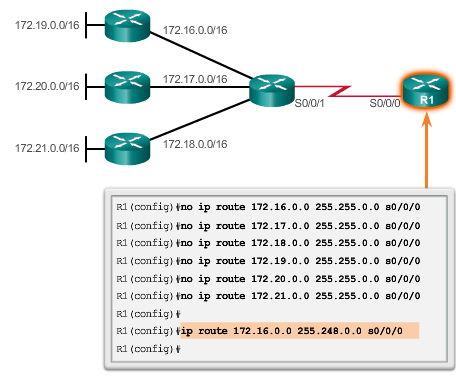 172.19.0.0/16
172.16.0.0/16
172.20.0.0/16
172.17.0.0/16
S0/0/1
S0/0/0
R1
172.21.0.0/16
172.18.0.0/16
R1(config)#no ip route 172.16.0.0 255.255.0.0 s0/0/0
R1(config)#no ip route 172.17.0.0 255.255.0.0 s0/0/0
R1(config)#no ip route 172.18.0.0 255.255.0.0 s0/0/0
R1(config)#no ip route 172.19.0.0 255.255.0.0 s0/0/0
R1(config)#no ip route 172.20.0.0 255.255.0.0 s0/0/0
R1(config)#no ip route 172.21.0.0 255.255.0.0 s0/0/0
R1(config)#
R1(config)#ip route 172.16.0.0 255.248.0.0 s0/0/0
R1(config)#